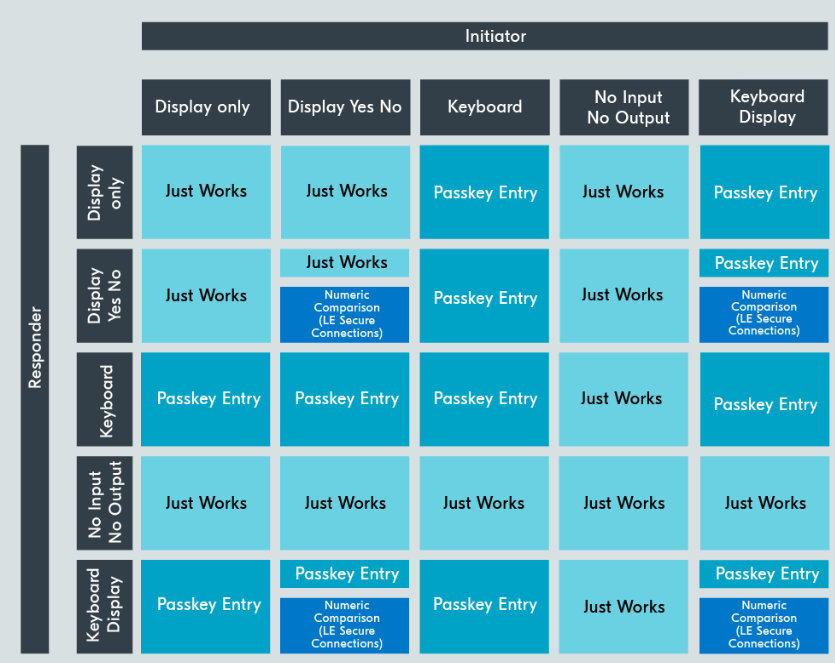 Initiator
Display only
Display Yes No
Keyboard
No Input
No Output
Keyboard
Display
Responder
Display
only
Just Works
Just Works
Passkey Entry
Just Works
Passkey Entry
Display
Yes No
Just Works
Just Works
Numeric
Comparison
(LE Secure
Connections)
Passkey Entry
Just Works
Passkey Entry
Numeric
Comparison
(LE Secure
Connections)
Keyboard
Passkey Entry
Passkey Entry
Passkey Entry
Just Works
Passkey Entry
No Input
No Output
Just Works
Just Works
Just Works
Just Works
Just Works
Keyboard
Display
Passkey Entry
Passkey Entry
Numeric
Comparison
(LE Secure
Connections)
Passkey Entry
Just Works
Passkey Entry
Numeric
Comparison
(LE Secure
Connections)